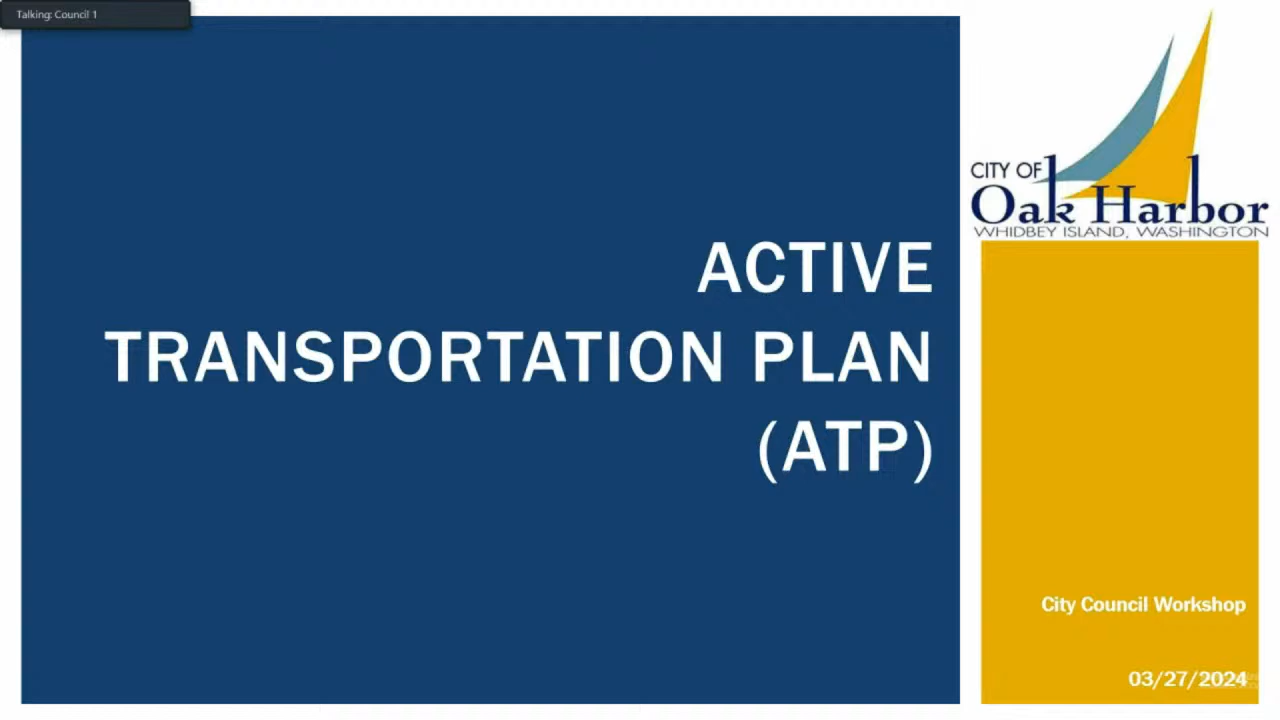 Talking: Council 1
CITY OF
Oak Harbor
WHIDBEY ISLAND, WASHINGTON
ACTIVE
TRANSPORTATION PLAN
(ATP)
City Council Workshop
03/27/2024